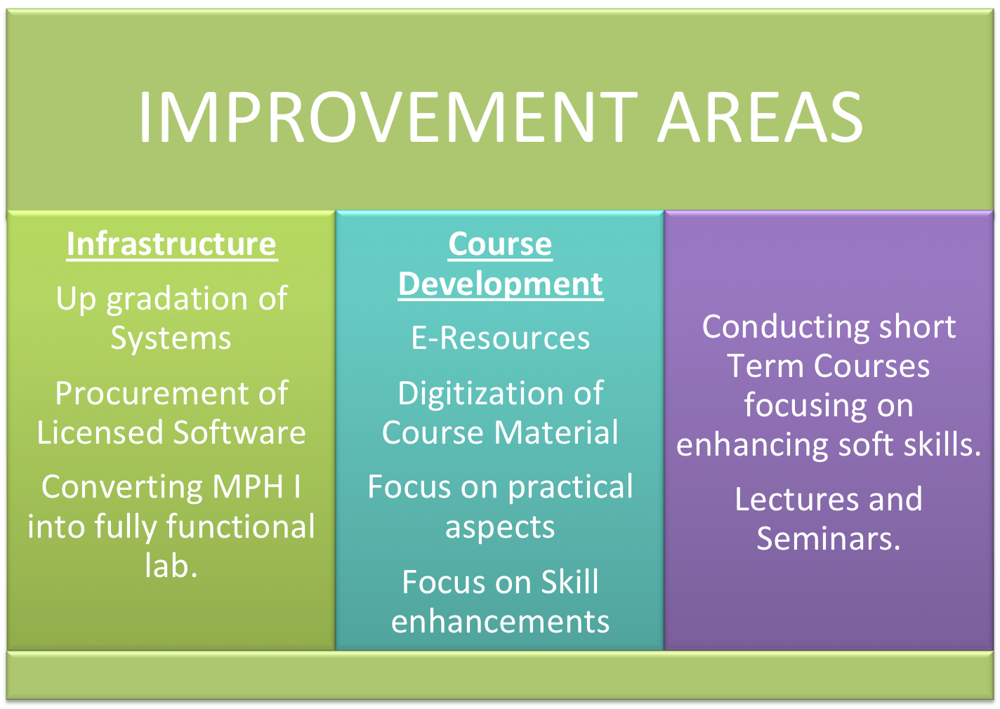 IMPROVEMENT AREAS
Infrastructure
Up gradation of
Systems
Procurement of
Licensed Software
Converting MPH I
into fully functional
lab.
Course
Development
E-Resources
Digitization of
Course Material
Focus on practical
aspects
Focus on Skill
enhancements
Conducting short
Term Courses
focusing on
enhancing soft skills.
Lectures and
Seminars.